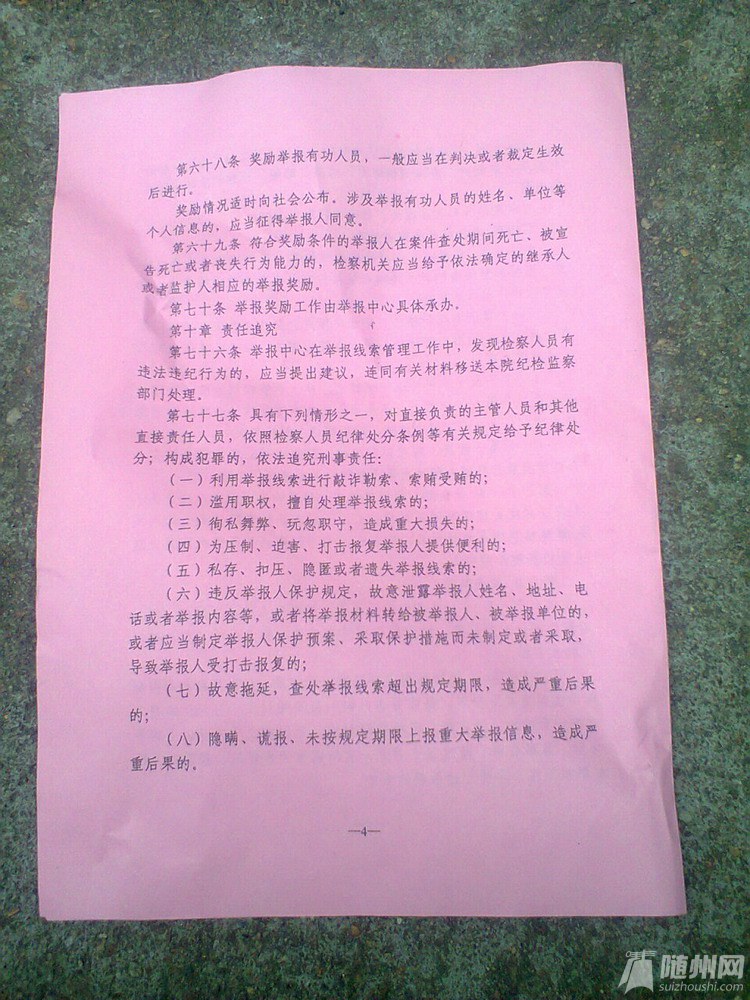 第六十八条 奖励举报有功人员，一般应当在判决或者裁定生效
后进行。
奖励情况适时向社会公布。涉及举报有功人员的姓名、单位等
个人信息的，应当征得举报人同意。
第六十九条 符合奖励条件的举报人在案件查处期间死亡、被宣
告死亡或者丧失行为能力的，检察机关应当给予依法确定的继承人
或者监护人相应的举报奖励。
第七十条 举报奖励工作由举报中心具体承办。
第十章 责任追究
第七十六条 举报中心在举报线索管理工作中，发现检察人员有
违法违纪行为的，应当提出建议，连同有关材料移送本院纪检监察
部门处理。
第七十七条 具有下列情形之一，对直接负责的主管人员和其他
直接责任人员，依照检察人员纪律处分条例等有关规定给予纪律处
分；构成犯罪的，依法追究刑事责任：
（一）利用举报线索进行敲诈勒索、索贿受贿的；
（二）滥用职权，擅自处理举报线索的；
（三）徇私舞弊、玩忽职守，造成重大损失的；
（四）为压制、迫害、打击报复举报人提供便利的；
（五）私存、扣压、隐匿或者遗失举报线索的；
（六）违反举报人保护规定，故意泄露举报人姓名、地址、电
话或者举报内容等，或者将举报材料转给被举报人、被举报单位的，
或者应当制定举报人保护预案、采取保护措施而未制定或者采取，
导致举报人受打击报复的；
（七）故意拖延，查处举报线索超出规定期限，造成严重后果
的；
（八）隐瞒、谎报、未按规定期限上报重大举报信息，造成严
重后果的。
—4—
随州网
suizhoushi.com